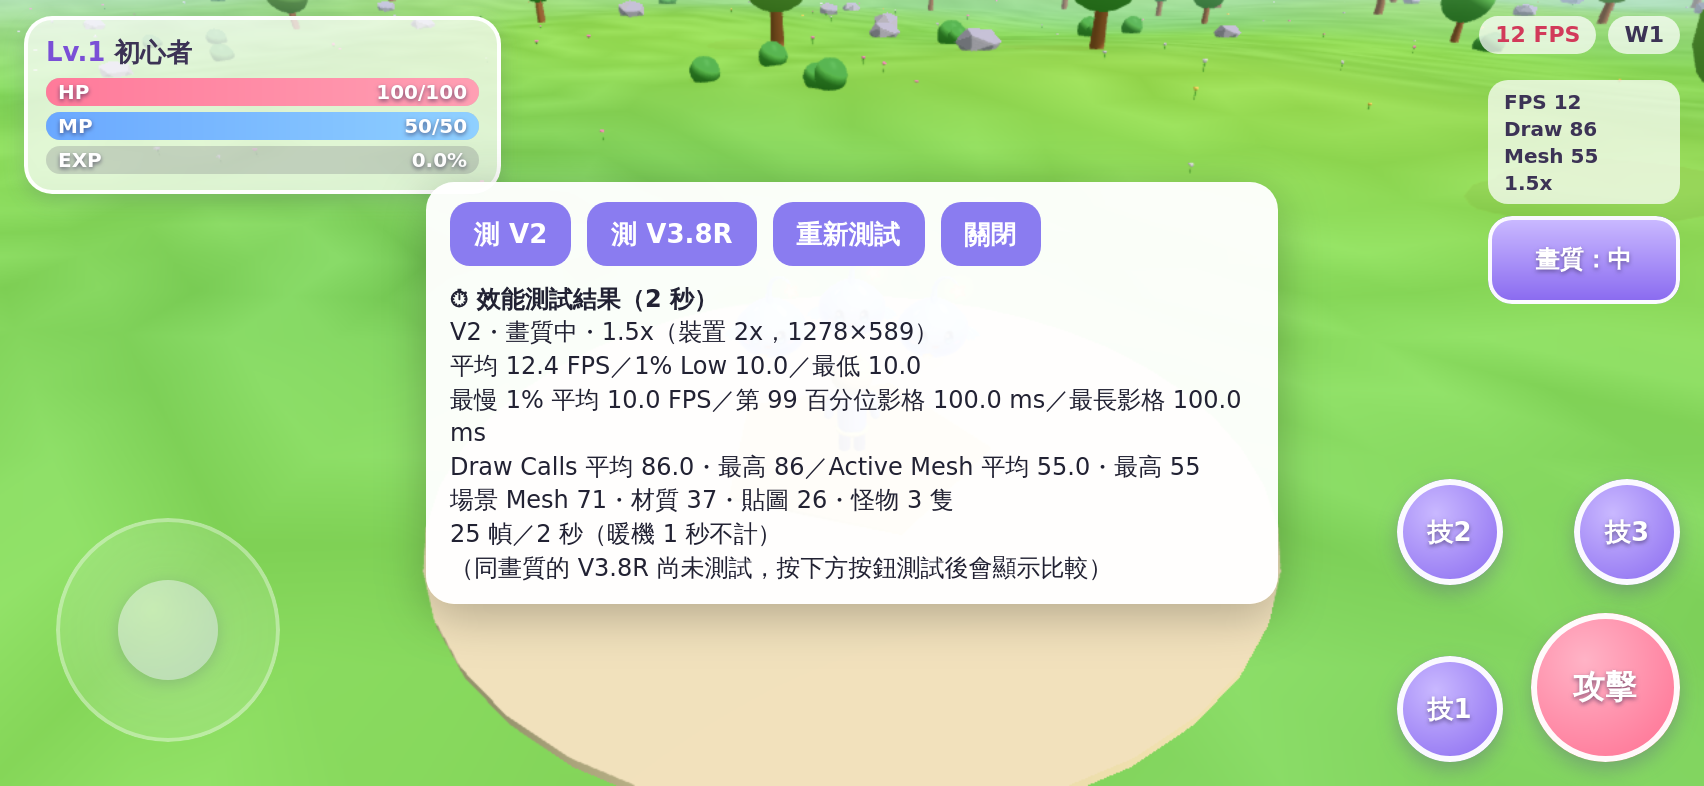 Lv.1 初心者
HP 100/100
MP 50/50
EXP 0.0%
12 FPS
W1
FPS 12
Draw 86
Mesh 55
1.5x
畫質：中
測 V2
測 V3.8R
重新測試
關閉
⏱ 效能測試結果（2 秒）
V2・畫質中・1.5x（裝置 2x，1278×589）
平均 12.4 FPS／1% Low 10.0／最低 10.0
最慢 1% 平均 10.0 FPS／第 99 百分位影格 100.0 ms／最長影格 100.0
ms
Draw Calls 平均 86.0・最高 86／Active Mesh 平均 55.0・最高 55
場景 Mesh 71・材質 37・貼圖 26・怪物 3 隻
25 幀／2 秒（暖機 1 秒不計）
（同畫質的 V3.8R 尚未測試，按下方按鈕測試後會顯示比較）
技2
技3
技1
攻擊